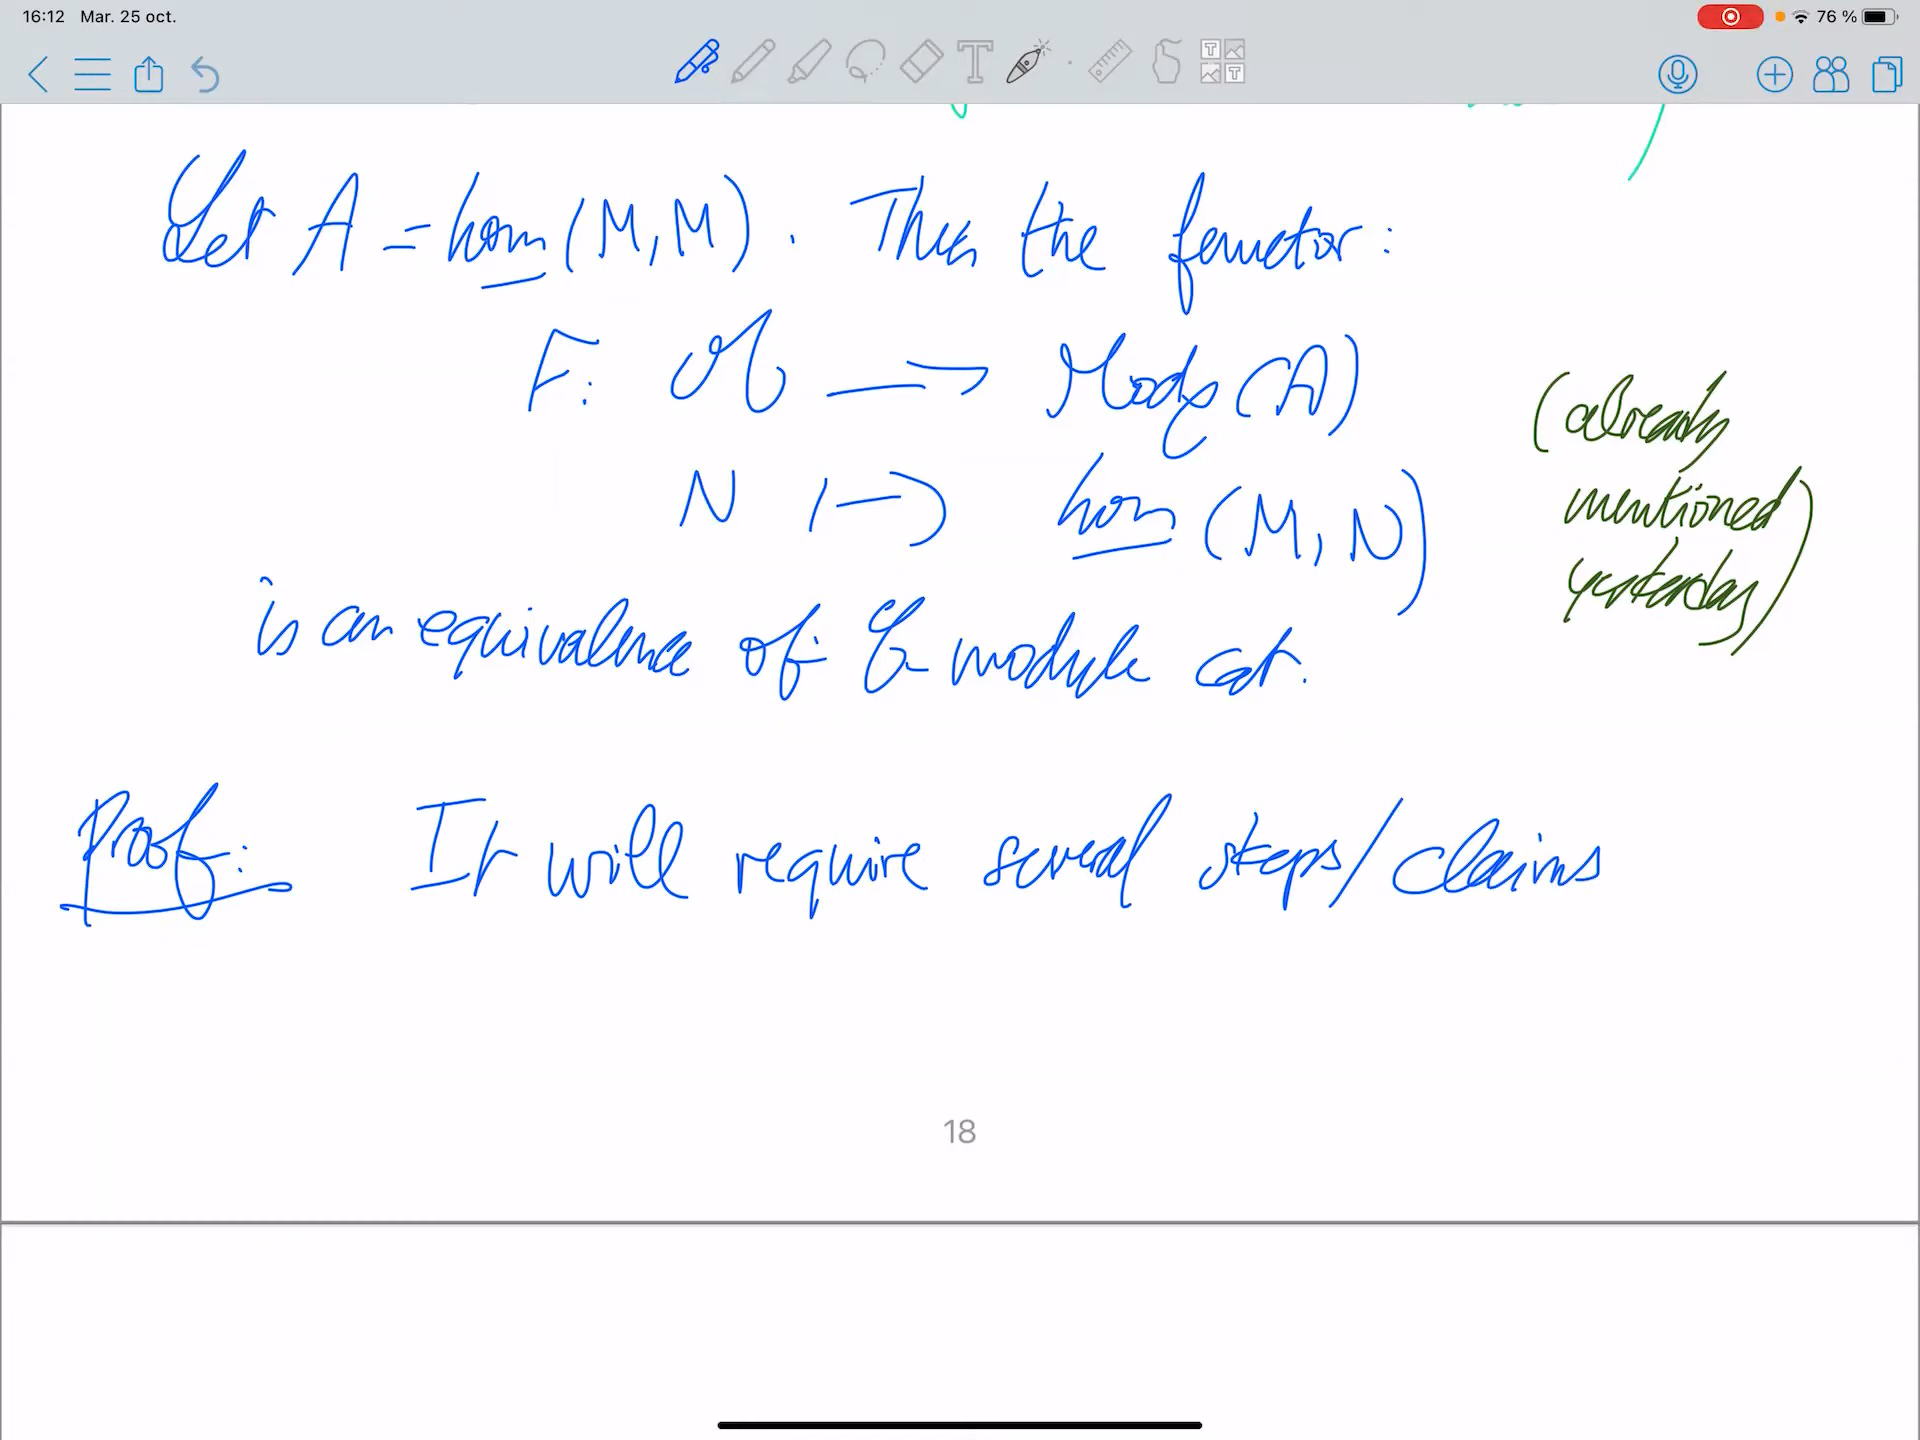 16:12 Mar. 25 oct. 76 %
Let A = hom(M,M). Then the functor:
F: ℳ → Mod_𝒞(A)
N ↦ hom(M,N)
(already mentioned yesterday)
is an equivalence of 𝒞-module cat.
Proof: It will require several steps/claims
18